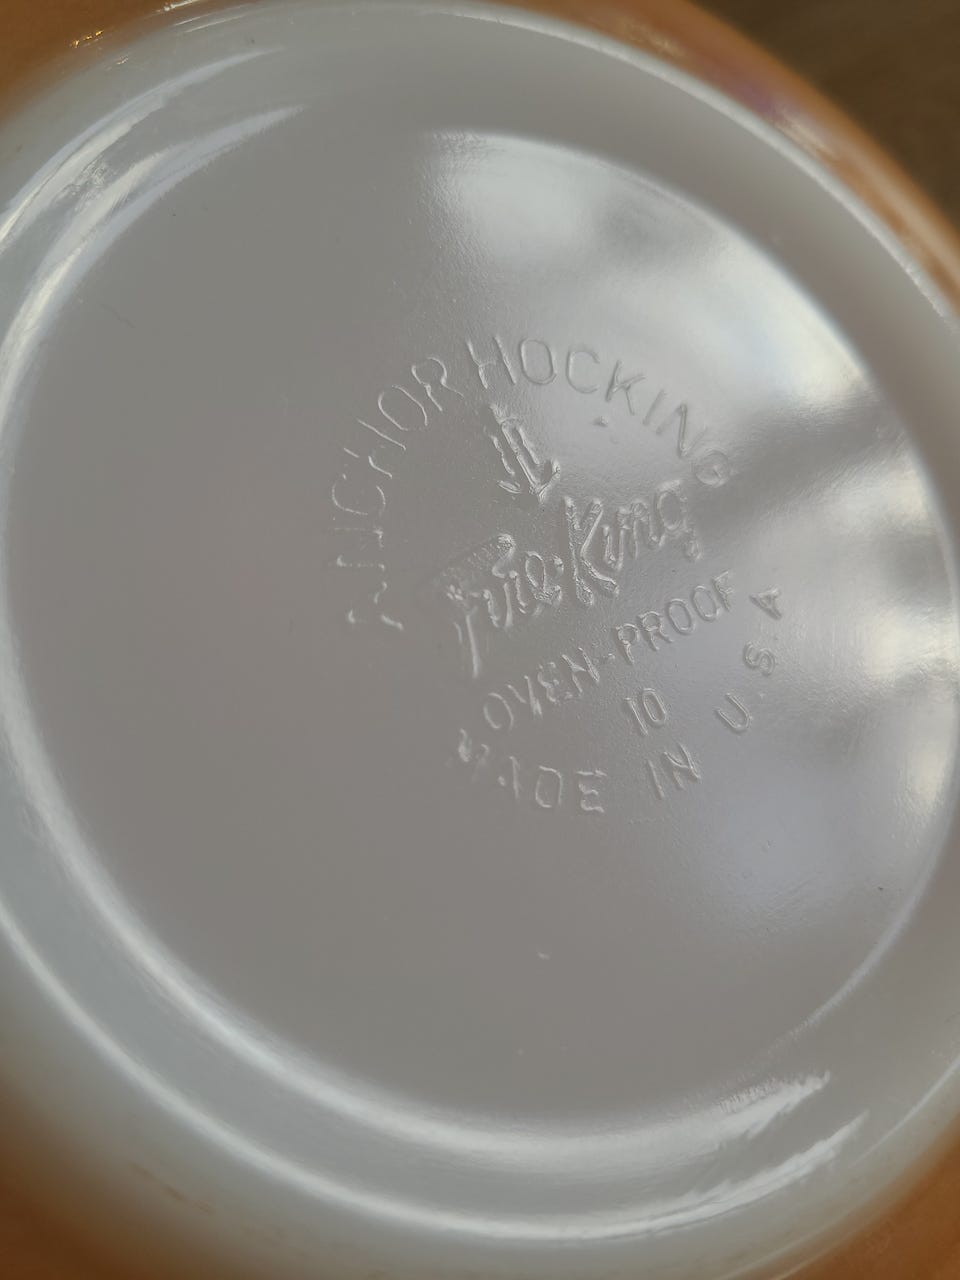 ANCHOR HOCKING
Fire-King
OVEN-PROOF
10
MADE IN U.S.A